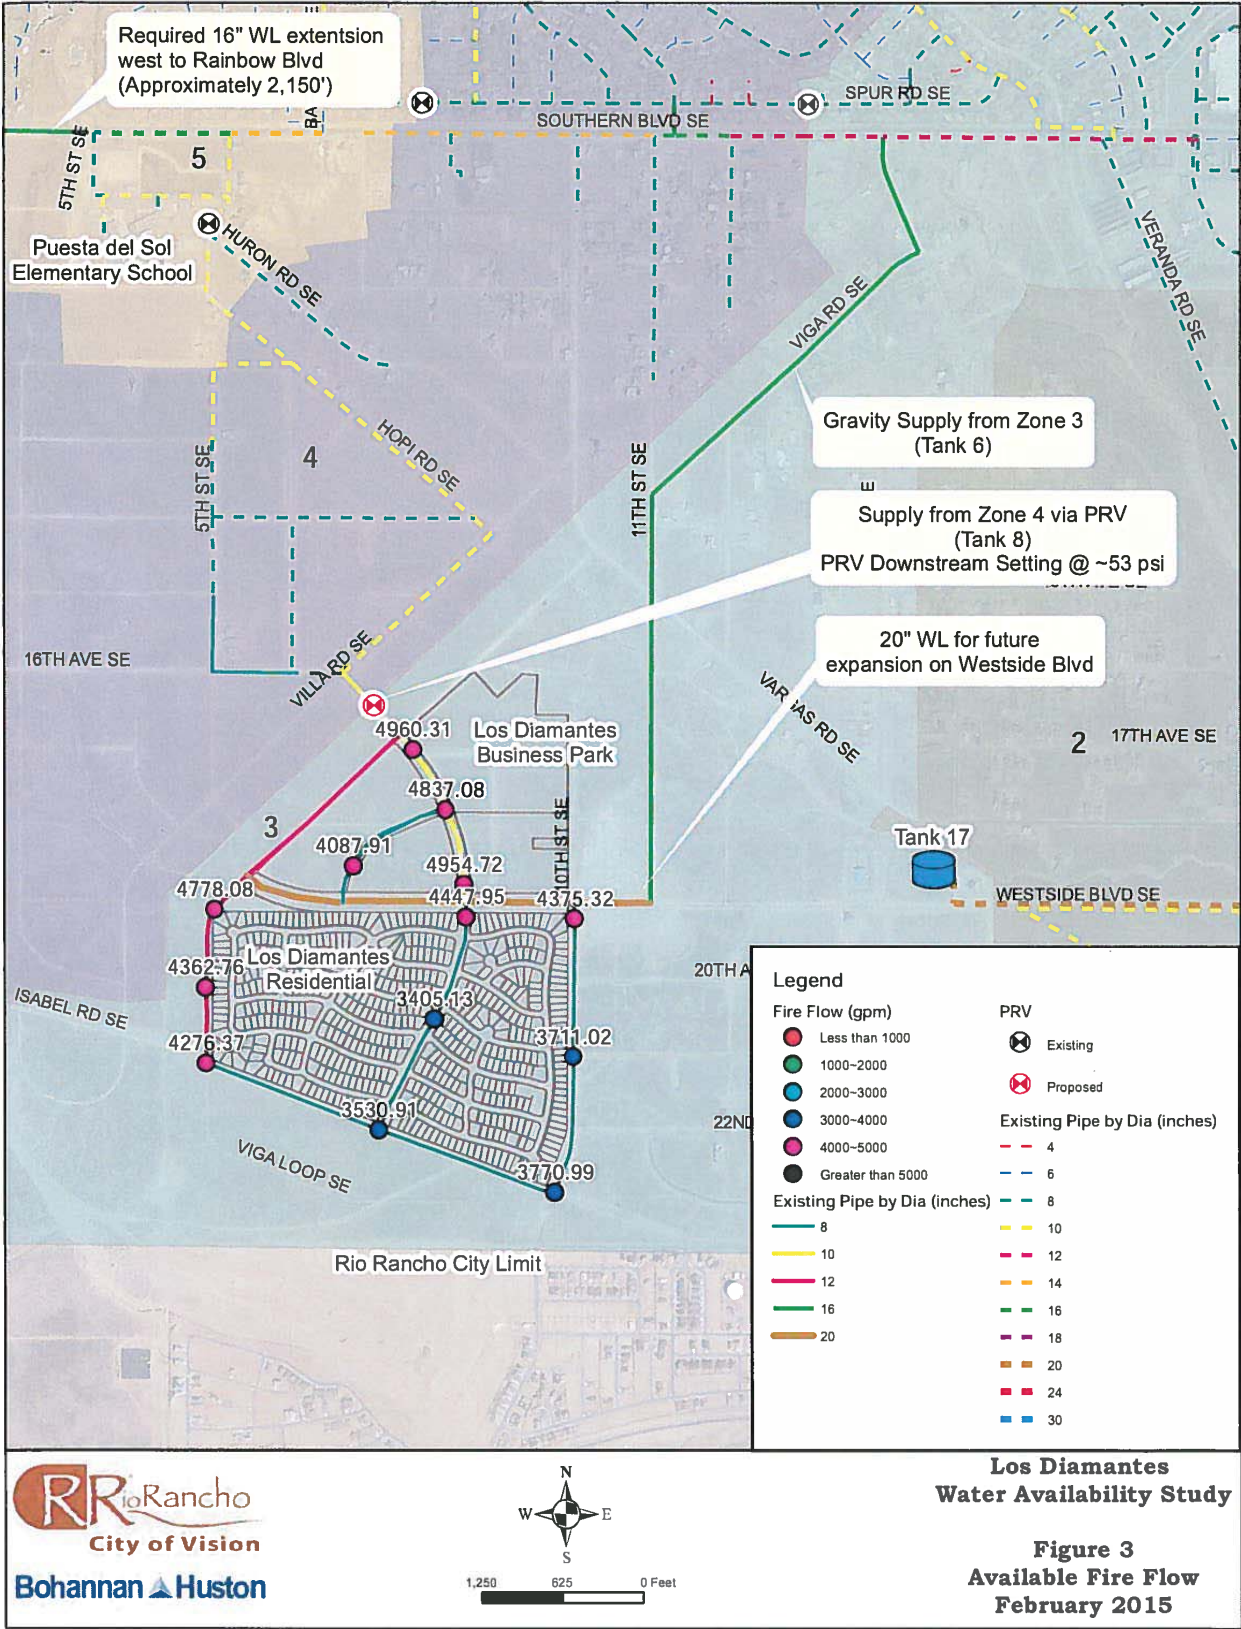 Required 16" WL extentsion
west to Rainbow Blvd
(Approximately 2,150')
SPUR RD SE
SOUTHERN BLVD SE
5TH ST SE
5
Puesta del Sol
Elementary School
HURON RD SE
VERANDA RD SE
VIGA RD SE
Gravity Supply from Zone 3
(Tank 6)
HOPI RD SE
4
5TH ST SE
11TH ST SE
Supply from Zone 4 via PRV
(Tank 8)
PRV Downstream Setting @ ~53 psi
20" WL for future
expansion on Westside Blvd
16TH AVE SE
VILLA RD SE
VARGAS RD SE
4960.31
Los Diamantes
Business Park
2
17TH AVE SE
4837.08
3
4087.91
10TH ST SE
Tank 17
4954.72
4778.08
4447.95
4375.32
WESTSIDE BLVD SE
Los Diamantes
Residential
4362.76
20TH A
ISABEL RD SE
3405.13
4276.37
3711.02
3530.91
22ND
VIGA LOOP SE
3770.99
Rio Rancho City Limit
Legend
Fire Flow (gpm)
Less than 1000
1000~2000
2000~3000
3000~4000
4000~5000
Greater than 5000
Existing Pipe by Dia (inches)
8
10
12
16
20
PRV
Existing
Proposed
Existing Pipe by Dia (inches)
4
6
8
10
12
14
16
18
20
24
30
RRioRancho
City of Vision
Bohannan Huston
N
W E
S
1,250 625 0 Feet
Los Diamantes
Water Availability Study
Figure 3
Available Fire Flow
February 2015